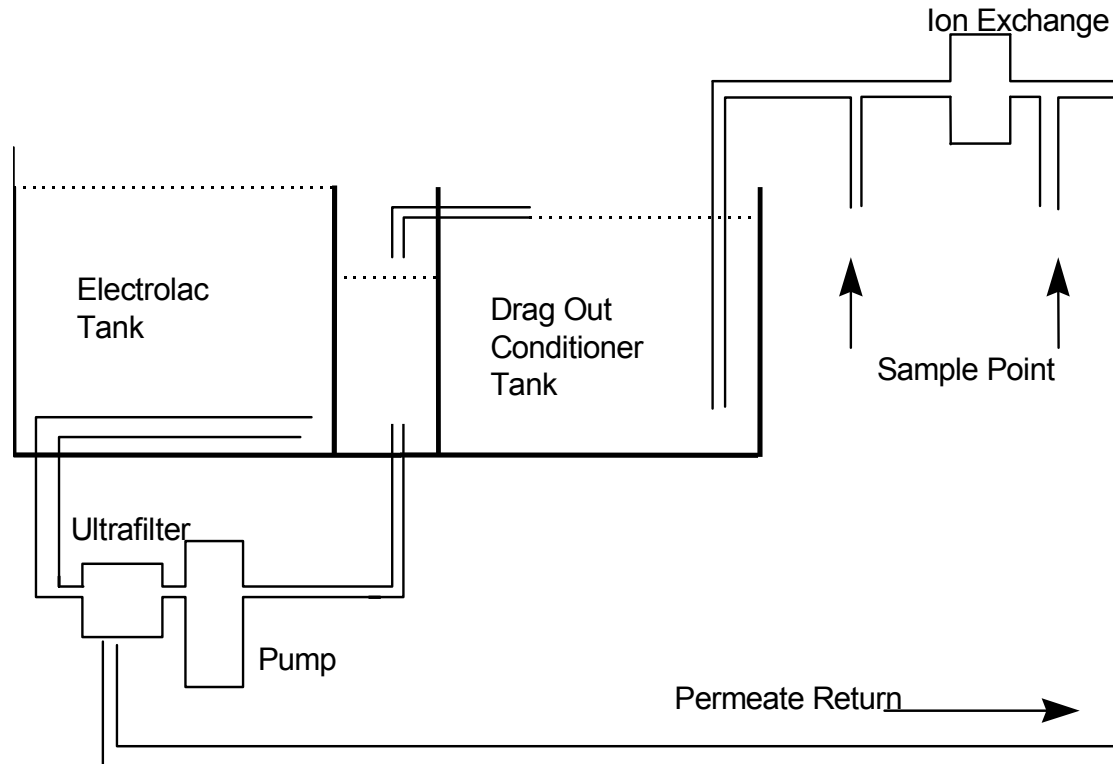 Ion Exchange
Electrolac
Tank
Drag Out
Conditioner
Tank
Sample Point
Ultrafilter
Pump
Permeate Return